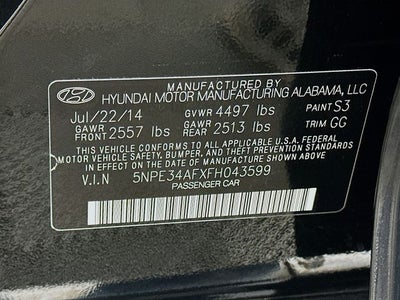 HYUNDAI MOTOR MANUFACTURING ALABAMA, LLC
Jul/22/14 GVWR 4497 lbs PAINT S3
GAWR FRONT 2557 lbs GAWR REAR 2513 lbs TRIM GG
THIS VEHICLE CONFORMS TO ALL APPLICABLE U.S.A FEDERAL
MOTOR VEHICLE SAFETY, BUMPER, AND THEFT PREVENTION STANDARDS
IN EFFECT ON THE DATE OF MANUFACTURE SHOWN ABOVE.
V.I.N 5NPE34AFXFH043599
PASSENGER CAR